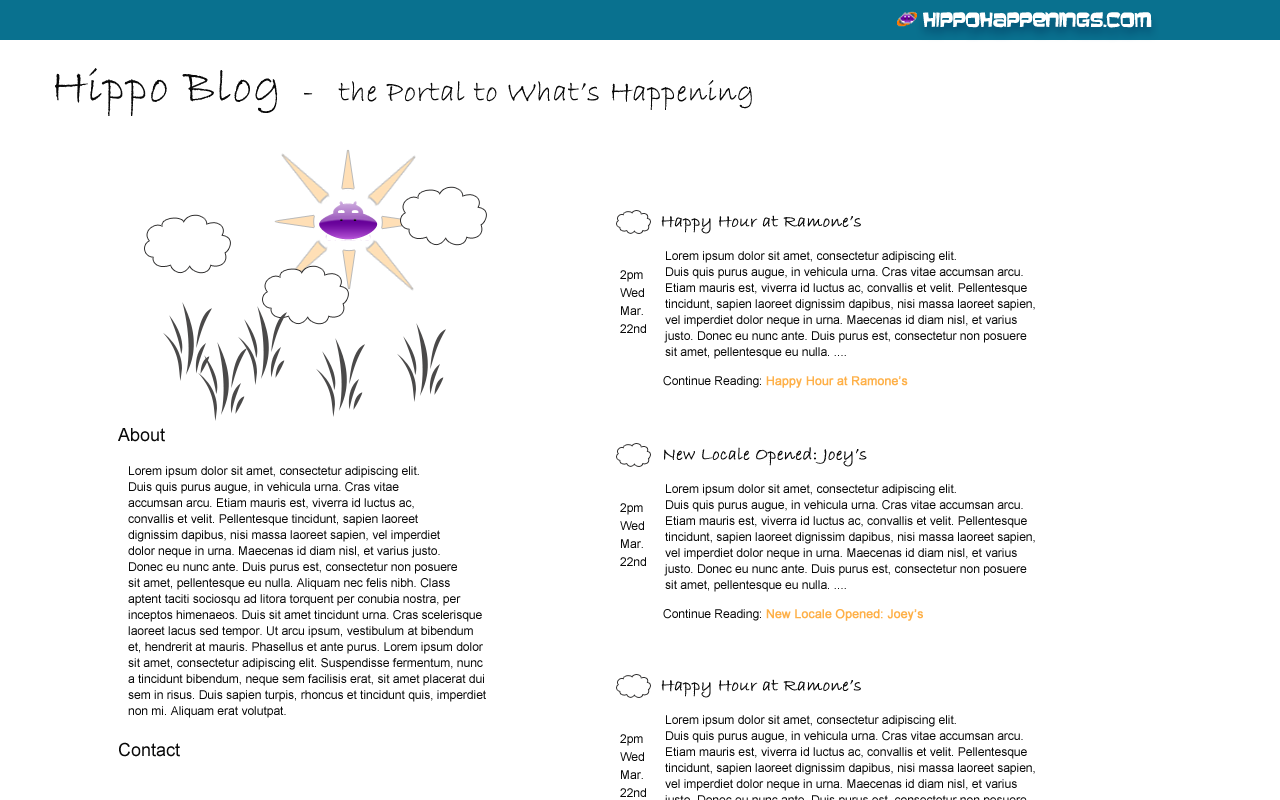 HIPPOHAPPENINGS.COM
Hippo Blog - the Portal to What's Happening
About
Lorem ipsum dolor sit amet, consectetur adipiscing elit.
Duis quis purus augue, in vehicula urna. Cras vitae
accumsan arcu. Etiam mauris est, viverra id luctus ac,
convallis et velit. Pellentesque tincidunt, sapien laoreet
dignissim dapibus, nisi massa laoreet sapien, vel imperdiet
dolor neque in urna. Maecenas id diam nisl, et varius justo.
Donec eu nunc ante. Duis purus est, consectetur non posuere
sit amet, pellentesque eu nulla. Aliquam nec felis nibh. Class
aptent taciti sociosqu ad litora torquent per conubia nostra, per
inceptos himenaeos. Duis sit amet tincidunt urna. Cras scelerisque
laoreet lacus sed tempor. Ut arcu ipsum, vestibulum at bibendum
et, hendrerit at mauris. Phasellus et ante purus. Lorem ipsum dolor
sit amet, consectetur adipiscing elit. Suspendisse fermentum, nunc
a tincidunt bibendum, neque sem facilisis erat, sit amet placerat dui
sem in risus. Duis sapien turpis, rhoncus et tincidunt quis, imperdiet
non mi. Aliquam erat volutpat.
Contact
Happy Hour at Ramone's
2pm
Wed
Mar.
22nd
Lorem ipsum dolor sit amet, consectetur adipiscing elit.
Duis quis purus augue, in vehicula urna. Cras vitae accumsan arcu.
Etiam mauris est, viverra id luctus ac, convallis et velit. Pellentesque
tincidunt, sapien laoreet dignissim dapibus, nisi massa laoreet sapien,
vel imperdiet dolor neque in urna. Maecenas id diam nisl, et varius
justo. Donec eu nunc ante. Duis purus est, consectetur non posuere
sit amet, pellentesque eu nulla. ....
Continue Reading: Happy Hour at Ramone's
New Locale Opened: Joey's
2pm
Wed
Mar.
22nd
Lorem ipsum dolor sit amet, consectetur adipiscing elit.
Duis quis purus augue, in vehicula urna. Cras vitae accumsan arcu.
Etiam mauris est, viverra id luctus ac, convallis et velit. Pellentesque
tincidunt, sapien laoreet dignissim dapibus, nisi massa laoreet sapien,
vel imperdiet dolor neque in urna. Maecenas id diam nisl, et varius
justo. Donec eu nunc ante. Duis purus est, consectetur non posuere
sit amet, pellentesque eu nulla. ....
Continue Reading: New Locale Opened: Joey's
Happy Hour at Ramone's
2pm
Wed
Mar.
22nd
Lorem ipsum dolor sit amet, consectetur adipiscing elit.
Duis quis purus augue, in vehicula urna. Cras vitae accumsan arcu.
Etiam mauris est, viverra id luctus ac, convallis et velit. Pellentesque
tincidunt, sapien laoreet dignissim dapibus, nisi massa laoreet sapien,
vel imperdiet dolor neque in urna. Maecenas id diam nisl, et varius
justo. Donec eu nunc ante. Duis purus est, consectetur non posuere